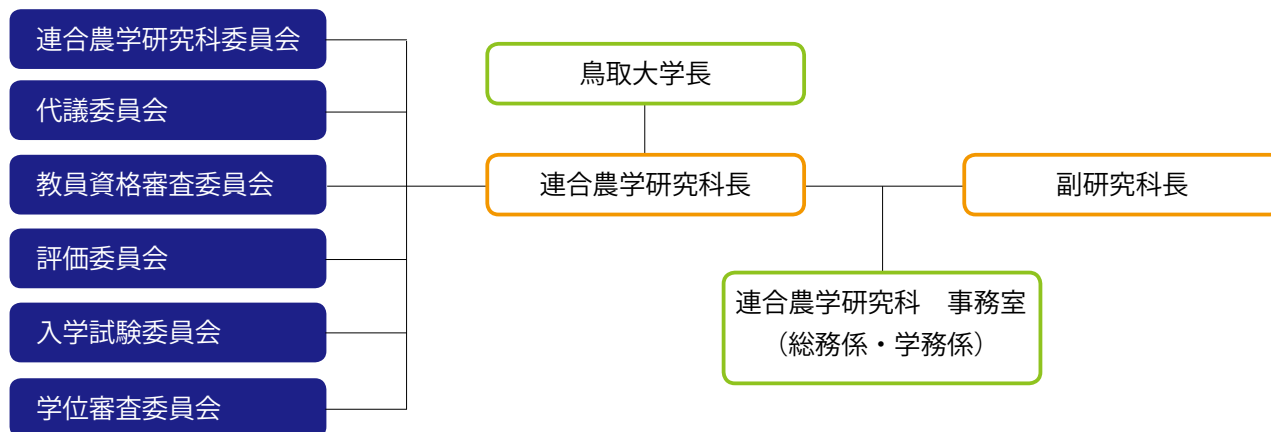 連合農学研究科委員会
代議委員会
教員資格審査委員会
評価委員会
入学試験委員会
学位審査委員会
鳥取大学長
連合農学研究科長
副研究科長
連合農学研究科　事務室
（総務係・学務係）